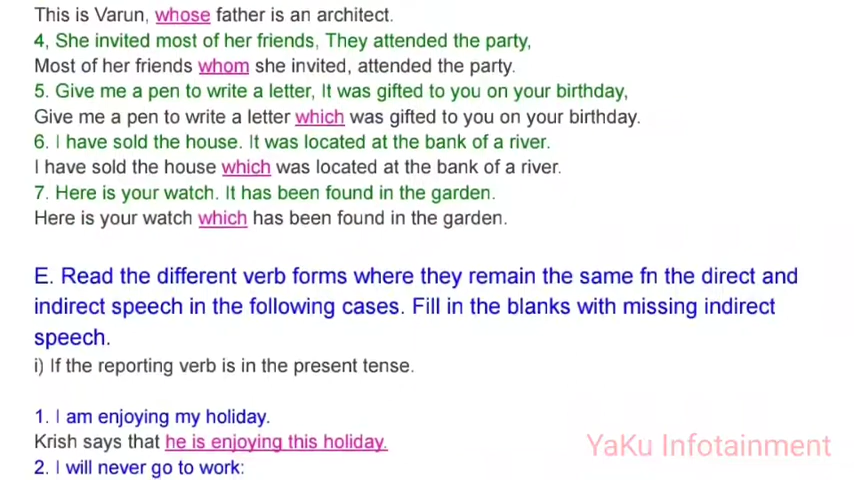 This is Varun, whose father is an architect.
4, She invited most of her friends, They attended the party,
Most of her friends whom she invited, attended the party.
5. Give me a pen to write a letter, It was gifted to you on your birthday,
Give me a pen to write a letter which was gifted to you on your birthday.
6. I have sold the house. It was located at the bank of a river.
I have sold the house which was located at the bank of a river.
7. Here is your watch. It has been found in the garden.
Here is your watch which has been found in the garden.
E. Read the different verb forms where they remain the same fn the direct and
indirect speech in the following cases. Fill in the blanks with missing indirect
speech.
i) If the reporting verb is in the present tense.
1. I am enjoying my holiday.
Krish says that he is enjoying this holiday.
YaKu Infotainment
2. I will never go to work: